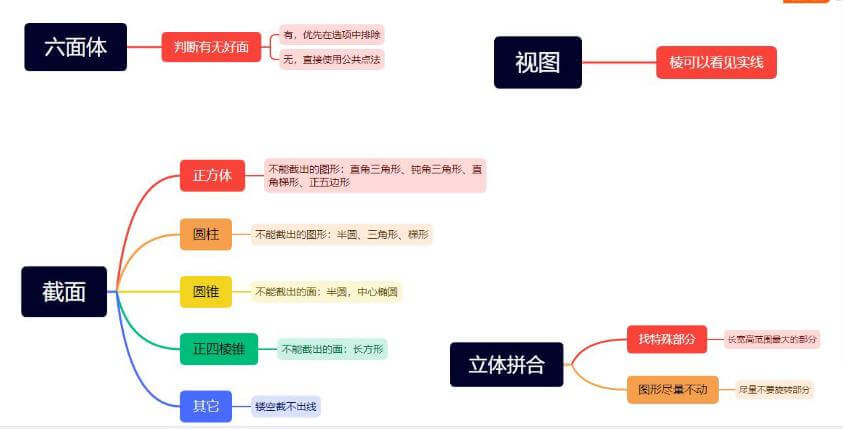 六面体
判断有无好面
有，优先在选项中排除
无，直接使用公共点法
视图
棱可以看见实线
截面
正方体
不能截出的图形：直角三角形、钝角三角形、直
角梯形、正五边形
圆柱
不能截出的图形：半圆、三角形、梯形
圆锥
不能截出的面：半圆，中心椭圆
正四棱锥
不能截出的面：长方形
其它
镂空截不出线
立体拼合
找特殊部分
长宽高范围最大的部分
图形尽量不动
尽量不要旋转部分